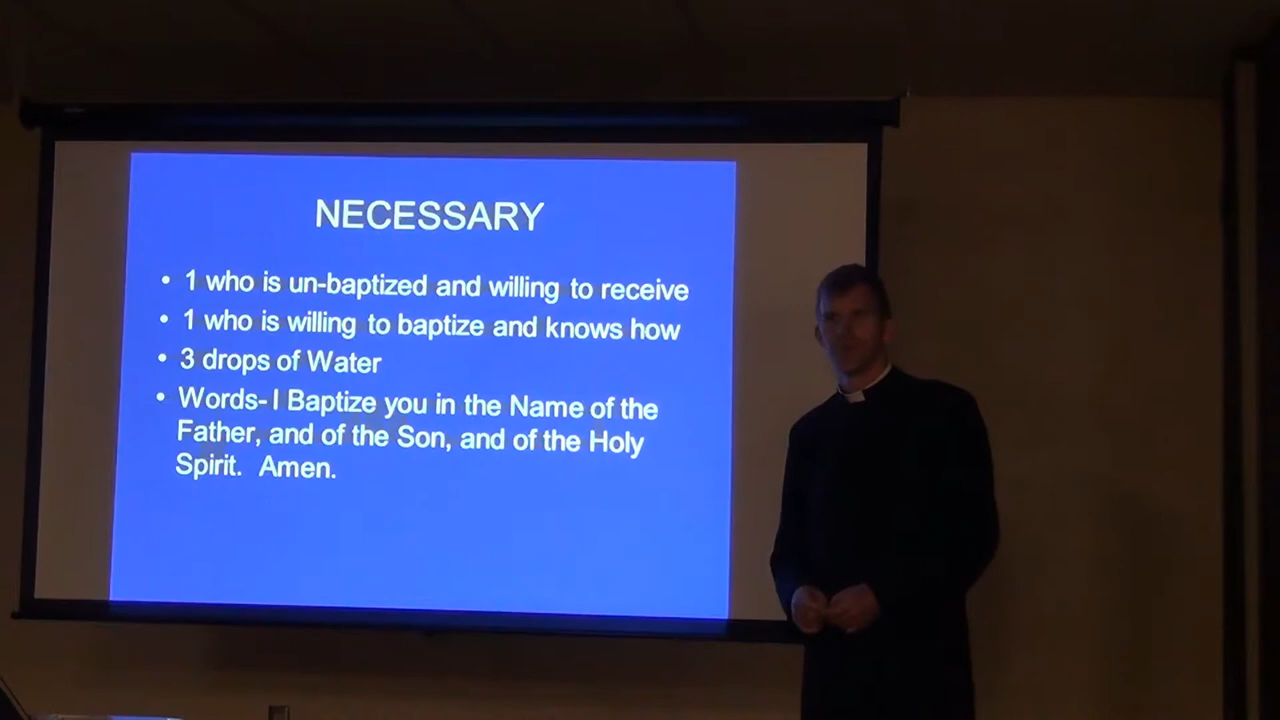 NECESSARY
• 1 who is un-baptized and willing to receive
• 1 who is willing to baptize and knows how
• 3 drops of Water
• Words- I Baptize you in the Name of the
Father, and of the Son, and of the Holy
Spirit.  Amen.